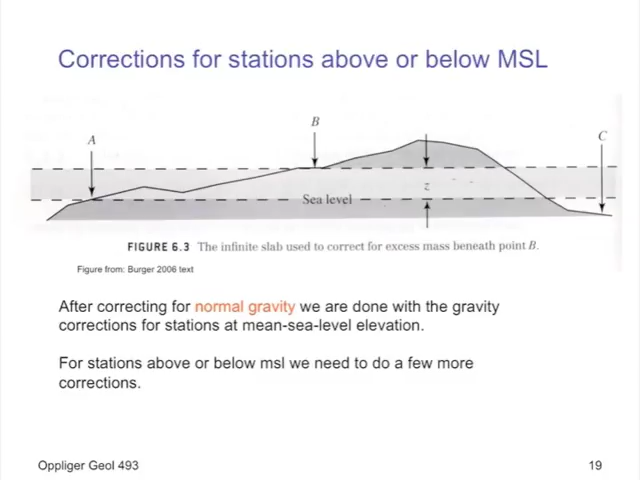 Corrections for stations above or below MSL
B
A
C
z
Sea level
FIGURE 6.3 The infinite slab used to correct for excess mass beneath point B.
Figure from: Burger 2006 text
After correcting for normal gravity we are done with the gravity
corrections for stations at mean-sea-level elevation.
For stations above or below msl we need to do a few more
corrections.
Oppliger Geol 493
19